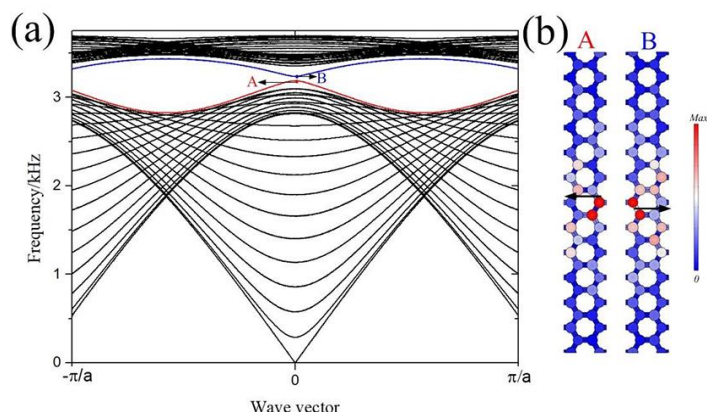 (a)
(b)
A
B
Frequency/kHz
3
2
1
0
A
B
-π/a
0
π/a
Wave vector
Max
0